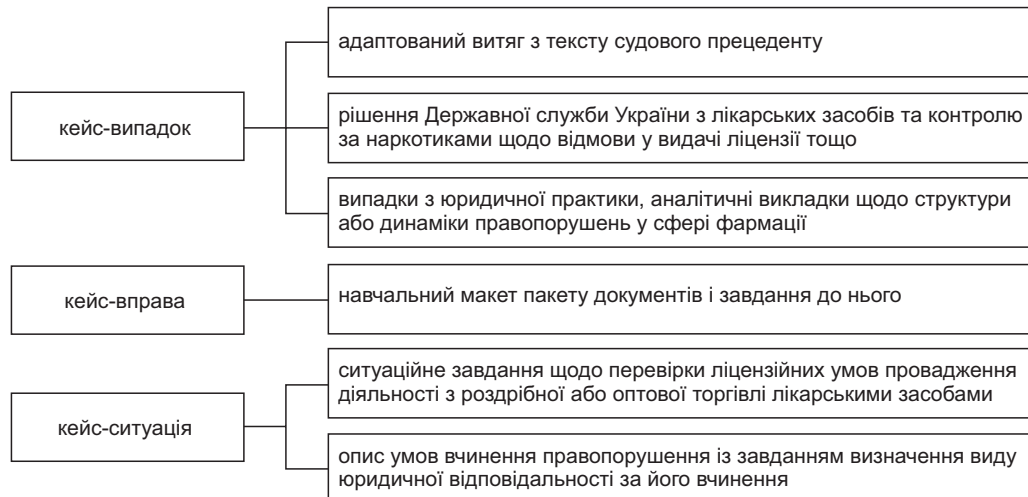 кейс-випадок
адаптований витяг з тексту судового прецеденту
рішення Державної служби України з лікарських засобів та контролю
за наркотиками щодо відмови у видачі ліцензії тощо
випадки з юридичної практики, аналітичні викладки щодо структури
або динаміки правопорушень у сфері фармації
кейс-вправа
навчальний макет пакету документів і завдання до нього
кейс-ситуація
ситуаційне завдання щодо перевірки ліцензійних умов провадження
діяльності з роздрібної або оптової торгівлі лікарськими засобами
опис умов вчинення правопорушення із завданням визначення виду
юридичної відповідальності за його вчинення